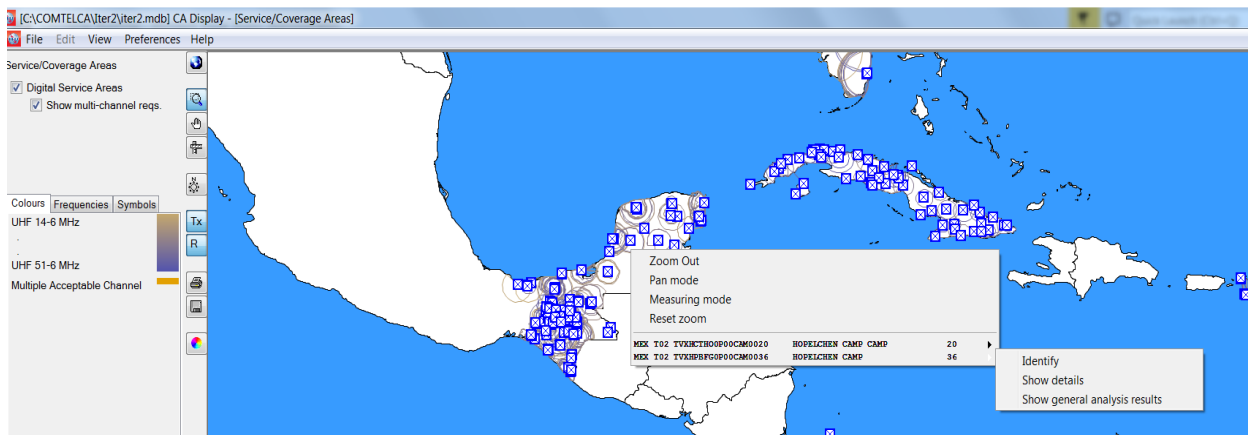 [C:\COMTELCA\Iter2\iter2.mdb] CA Display - [Service/Coverage Areas]
File Edit View Preferences Help
Service/Coverage Areas
Digital Service Areas
Show multi-channel reqs.
Tx
R
Colours Frequencies Symbols
UHF 14-6 MHz
UHF 51-6 MHz
Multiple Acceptable Channel
Zoom Out
Pan mode
Measuring mode
Reset zoom
MEX T02 TVXHCTH00P00CAM0020 HOPELCHEN CAMP CAMP 20
MEX T02 TVXHPBFG0P00CAM0036 HOPELCHEN CAMP 36
Identify
Show details
Show general analysis results